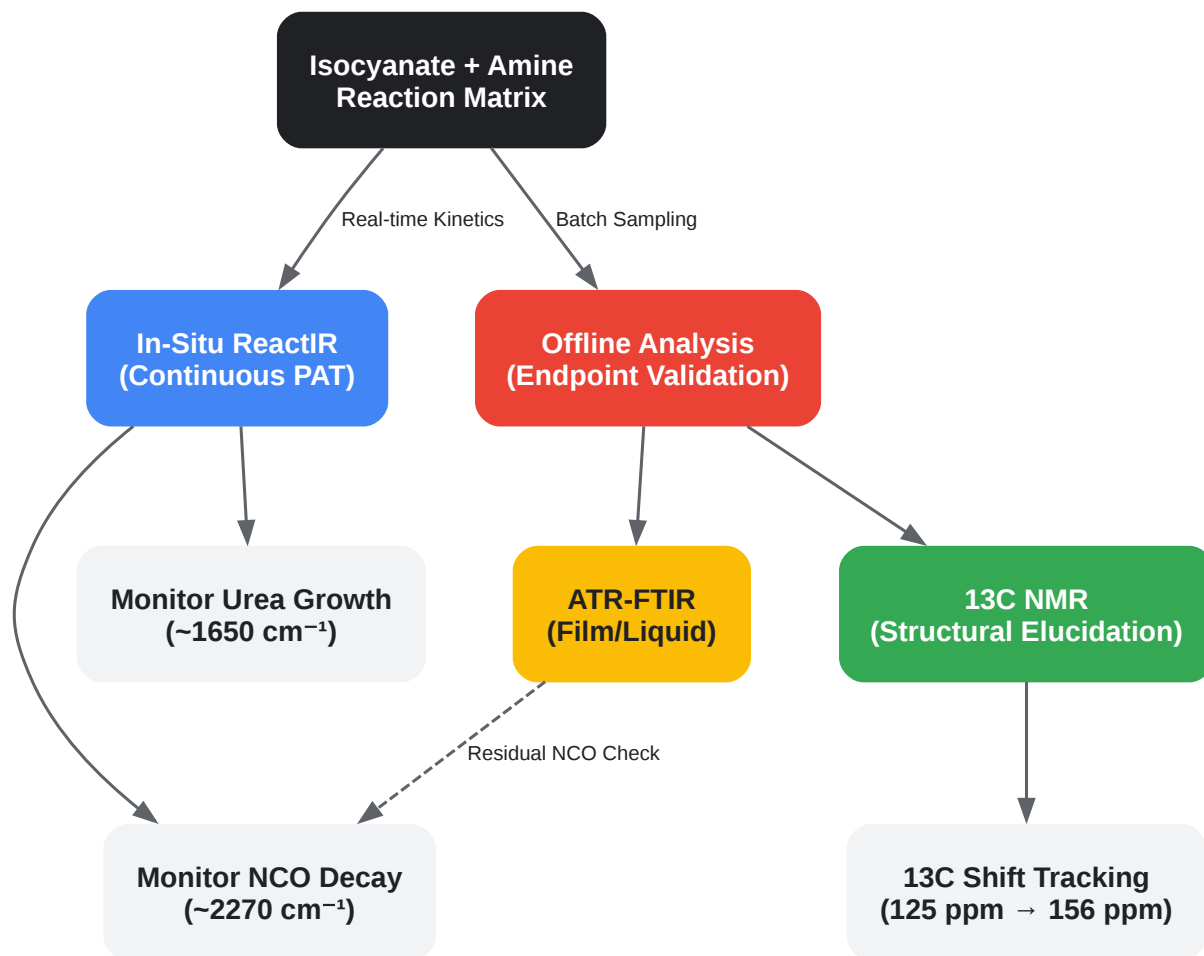 Isocyanate + Amine
Reaction Matrix
Real-time Kinetics
Batch Sampling
In-Situ ReactIR
(Continuous PAT)
Offline Analysis
(Endpoint Validation)
Monitor Urea Growth
(~1650 cm⁻¹)
ATR-FTIR
(Film/Liquid)
13C NMR
(Structural Elucidation)
Residual NCO Check
Monitor NCO Decay
(~2270 cm⁻¹)
13C Shift Tracking
(125 ppm → 156 ppm)